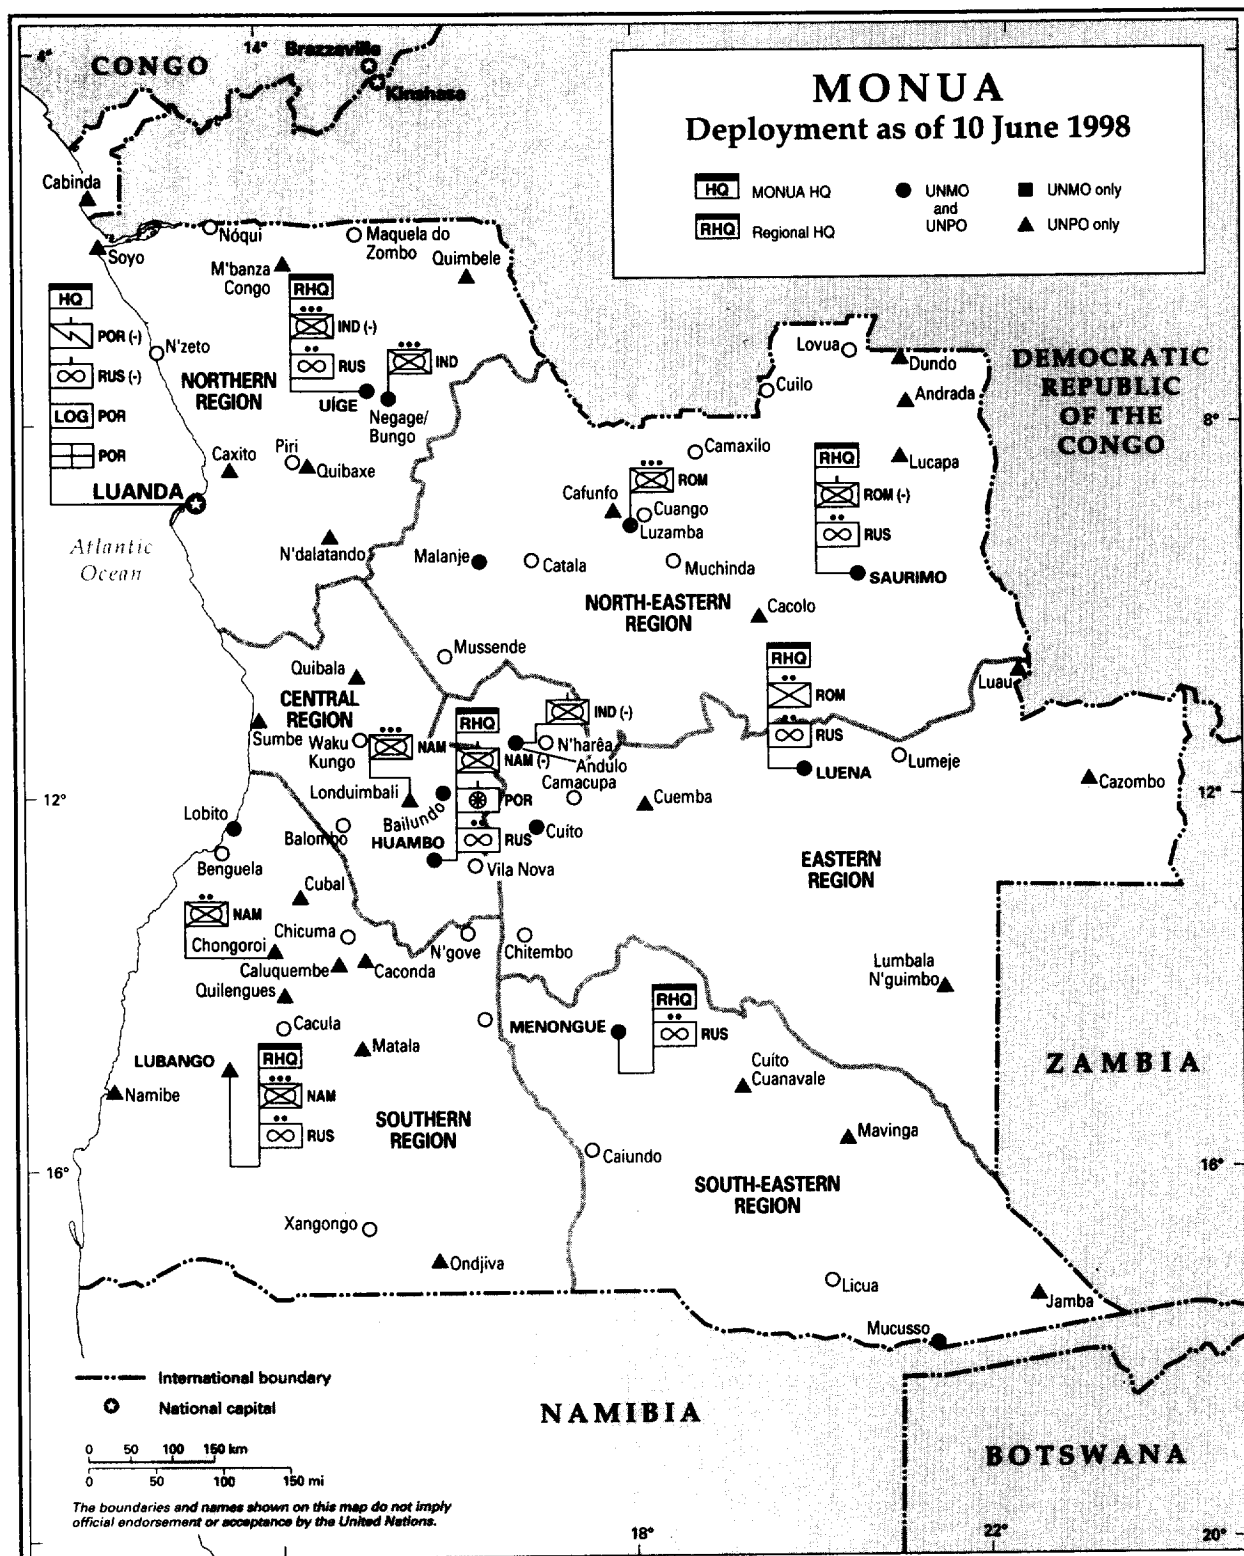 MONUA
Deployment as of 10 June 1998
HQ MONUA HQ
RHQ Regional HQ
UNMO
and
UNPO
UNMO only
UNPO only
4°
14°
CONGO
Brazzaville
Kinshasa
Cabinda
Soyo
Nóqui
Maquela do
Zombo
M'banza
Congo
Quimbele
HQ
POR (-)
RUS (-)
LOG POR
POR
LUANDA
N'zeto
NORTHERN
REGION
RHQ
IND (-)
RUS
UÍGE
IND
Negage/
Bungo
Caxito
Piri
Quibaxe
N'dalatando
Atlantic
Ocean
Lovua
Dundo
Cuilo
Andrada
DEMOCRATIC
REPUBLIC
OF THE
CONGO
8°
Camaxilo
Lucapa
ROM
Cafunfo
Cuango
Luzamba
RHQ
ROM (-)
RUS
SAURIMO
Malanje
Catala
Muchinda
NORTH-EASTERN
REGION
Cacolo
Mussende
Luau
Quibala
CENTRAL
REGION
Sumbe
Waku
Kungo
NAM
Londuimbali
RHQ
NAM (-)
POR
RUS
Bailundo
HUAMBO
IND (-)
N'harêa
Andulo
Camacupa
Cuíto
Vila Nova
Cuemba
RHQ
ROM
RUS
LUENA
Lumeje
Cazombo
12°
12°
Lobito
Benguela
Balombo
EASTERN
REGION
Cubal
NAM
Chongoroi
Chicuma
N'gove
Chitembo
Caluquembe
Caconda
Quilengues
Cacula
Lumbala
N'guimbo
MENONGUE
RHQ
RUS
LUBANGO
Matala
Namibe
RHQ
NAM
RUS
Cuíto
Cuanavale
ZAMBIA
SOUTHERN
REGION
Mavinga
Caiundo
16°
16°
SOUTH-EASTERN
REGION
Xangongo
Ondjiva
Licua
Jamba
Mucusso
International boundary
National capital
NAMIBIA
BOTSWANA
0 50 100 150 km
0 50 100 150 mi
The boundaries and names shown on this map do not imply
official endorsement or acceptance by the United Nations.
18°
22°
20°